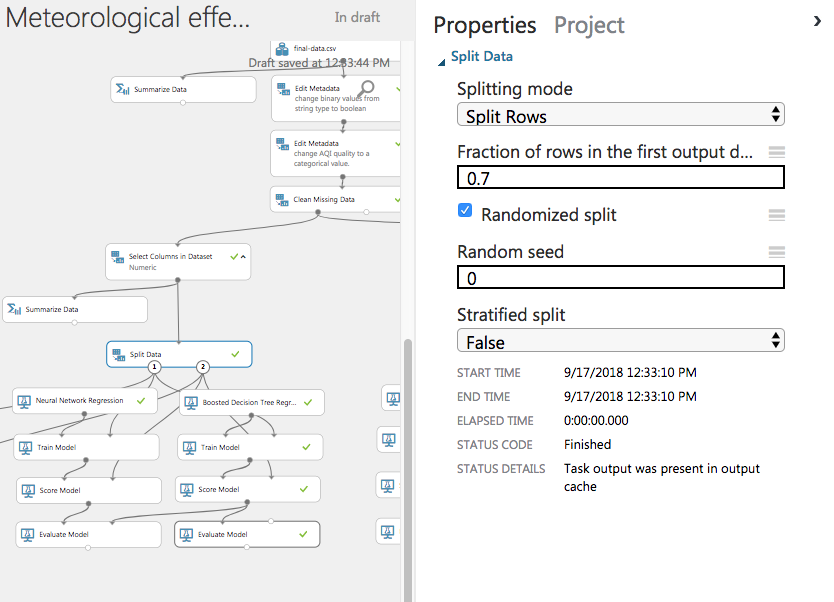 Meteorological effe...
In draft
final-data.csv
Draft saved at 12:33:44 PM
Summarize Data
Edit Metadata
change binary values from
string type to boolean
Edit Metadata
change AQI quality to a
categorical value.
Clean Missing Data
Select Columns in Dataset
Numeric
Summarize Data
Split Data
1
2
Neural Network Regression
Boosted Decision Tree Regr...
Train Model
Train Model
Score Model
Score Model
Evaluate Model
Evaluate Model
Properties Project
Split Data
Splitting mode
Split Rows
Fraction of rows in the first output d...
0.7
Randomized split
Random seed
0
Stratified split
False
START TIME 9/17/2018 12:33:10 PM
END TIME 9/17/2018 12:33:10 PM
ELAPSED TIME 0:00:00.000
STATUS CODE Finished
STATUS DETAILS Task output was present in output
cache